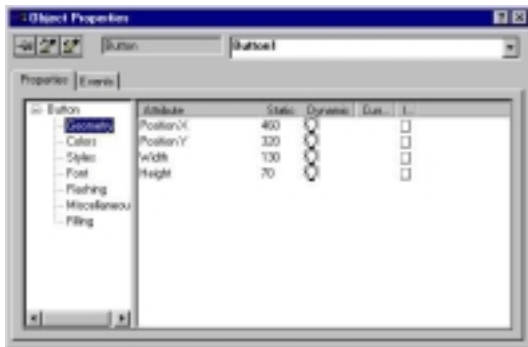 Object Properties
Button Button1
Properties Events
Button
Geometry
Colors
Styles
Font
Flashing
Miscellaneou
Filling
Attribute Static Dynamic Curr... I...
Position X 460
Position Y 320
Width 130
Height 70